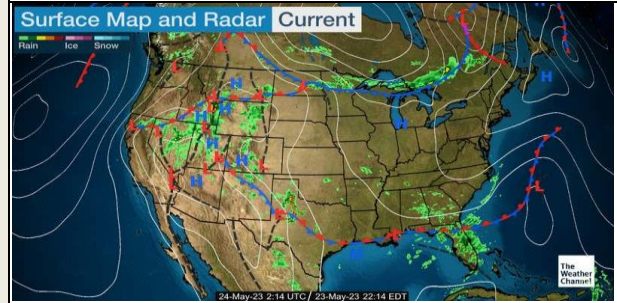 Surface Map and Radar Current
Rain Ice Snow
H
H
L
H
H
L
L
H
L
H
L
H
L
H
L
L
H
L
L
H
The
Weather
Channel
24-May-23 2:14 UTC / 23-May-23 22:14 EDT